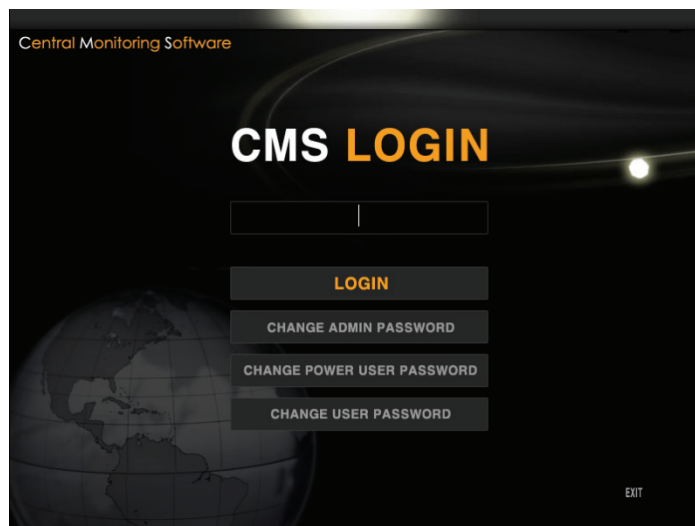 Central Monitoring Software
CMS LOGIN
LOGIN
CHANGE ADMIN PASSWORD
CHANGE POWER USER PASSWORD
CHANGE USER PASSWORD
EXIT